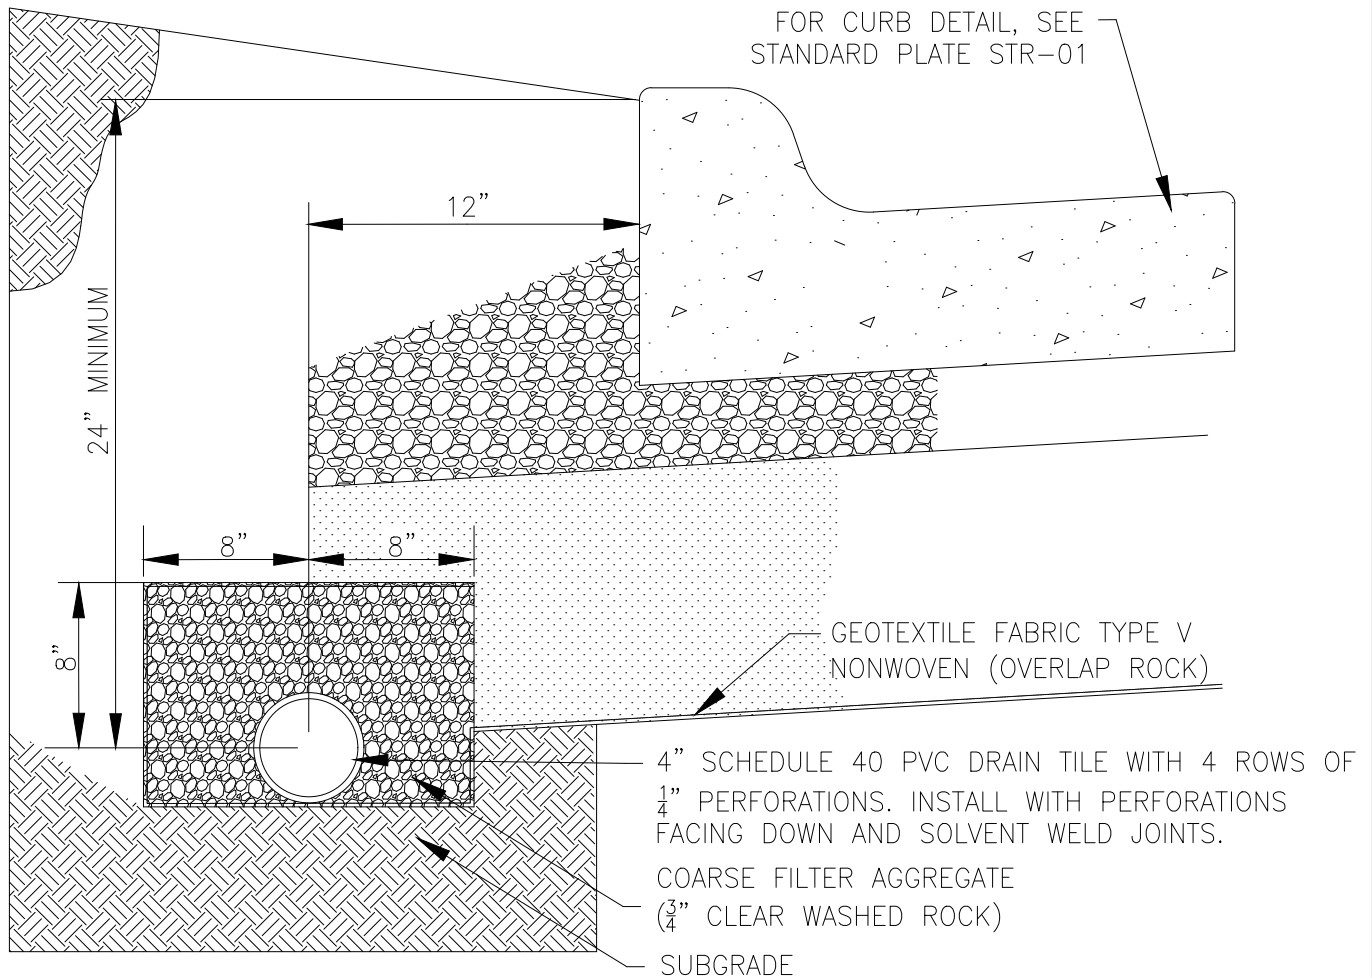 FOR CURB DETAIL, SEE
STANDARD PLATE STR-01
12"
24" MINIMUM
8"
8"
8"
GEOTEXTILE FABRIC TYPE V
NONWOVEN (OVERLAP ROCK)
4" SCHEDULE 40 PVC DRAIN TILE WITH 4 ROWS OF
1/4" PERFORATIONS. INSTALL WITH PERFORATIONS
FACING DOWN AND SOLVENT WELD JOINTS.
COARSE FILTER AGGREGATE
(3/4" CLEAR WASHED ROCK)
SUBGRADE